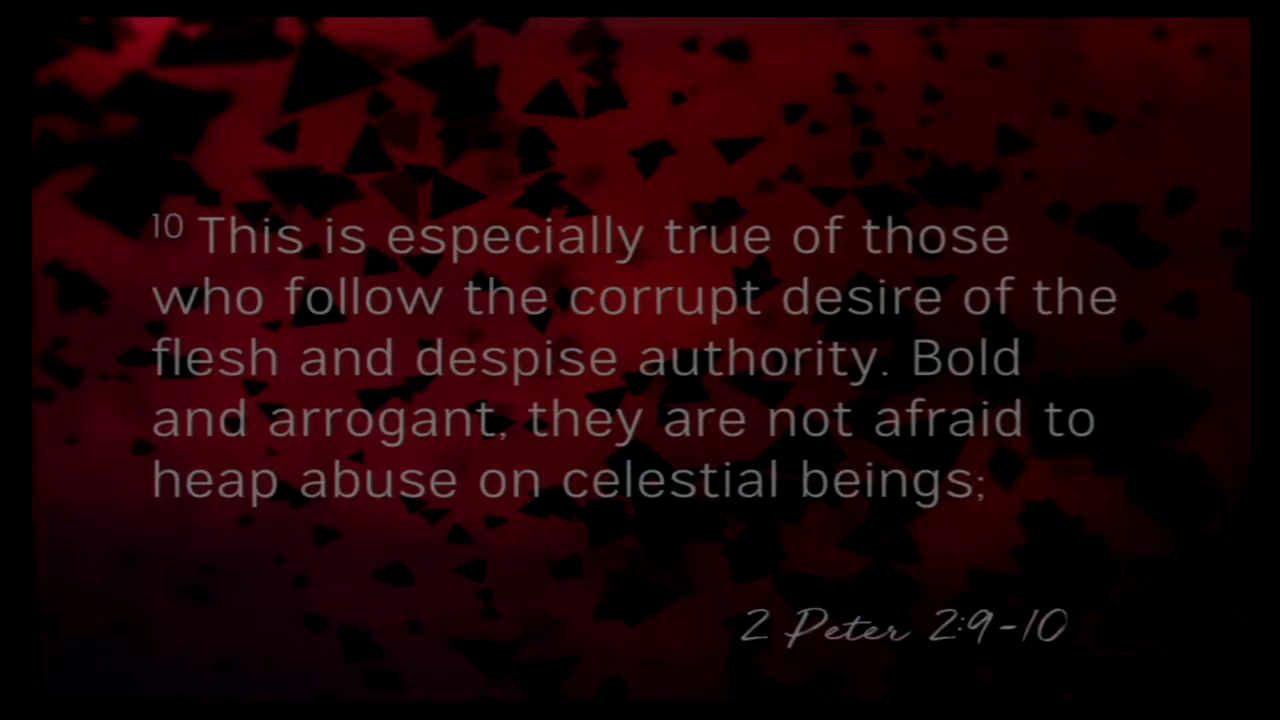 10 This is especially true of those
who follow the corrupt desire of the
flesh and despise authority. Bold
and arrogant, they are not afraid to
heap abuse on celestial beings;
2 Peter 2:9-10